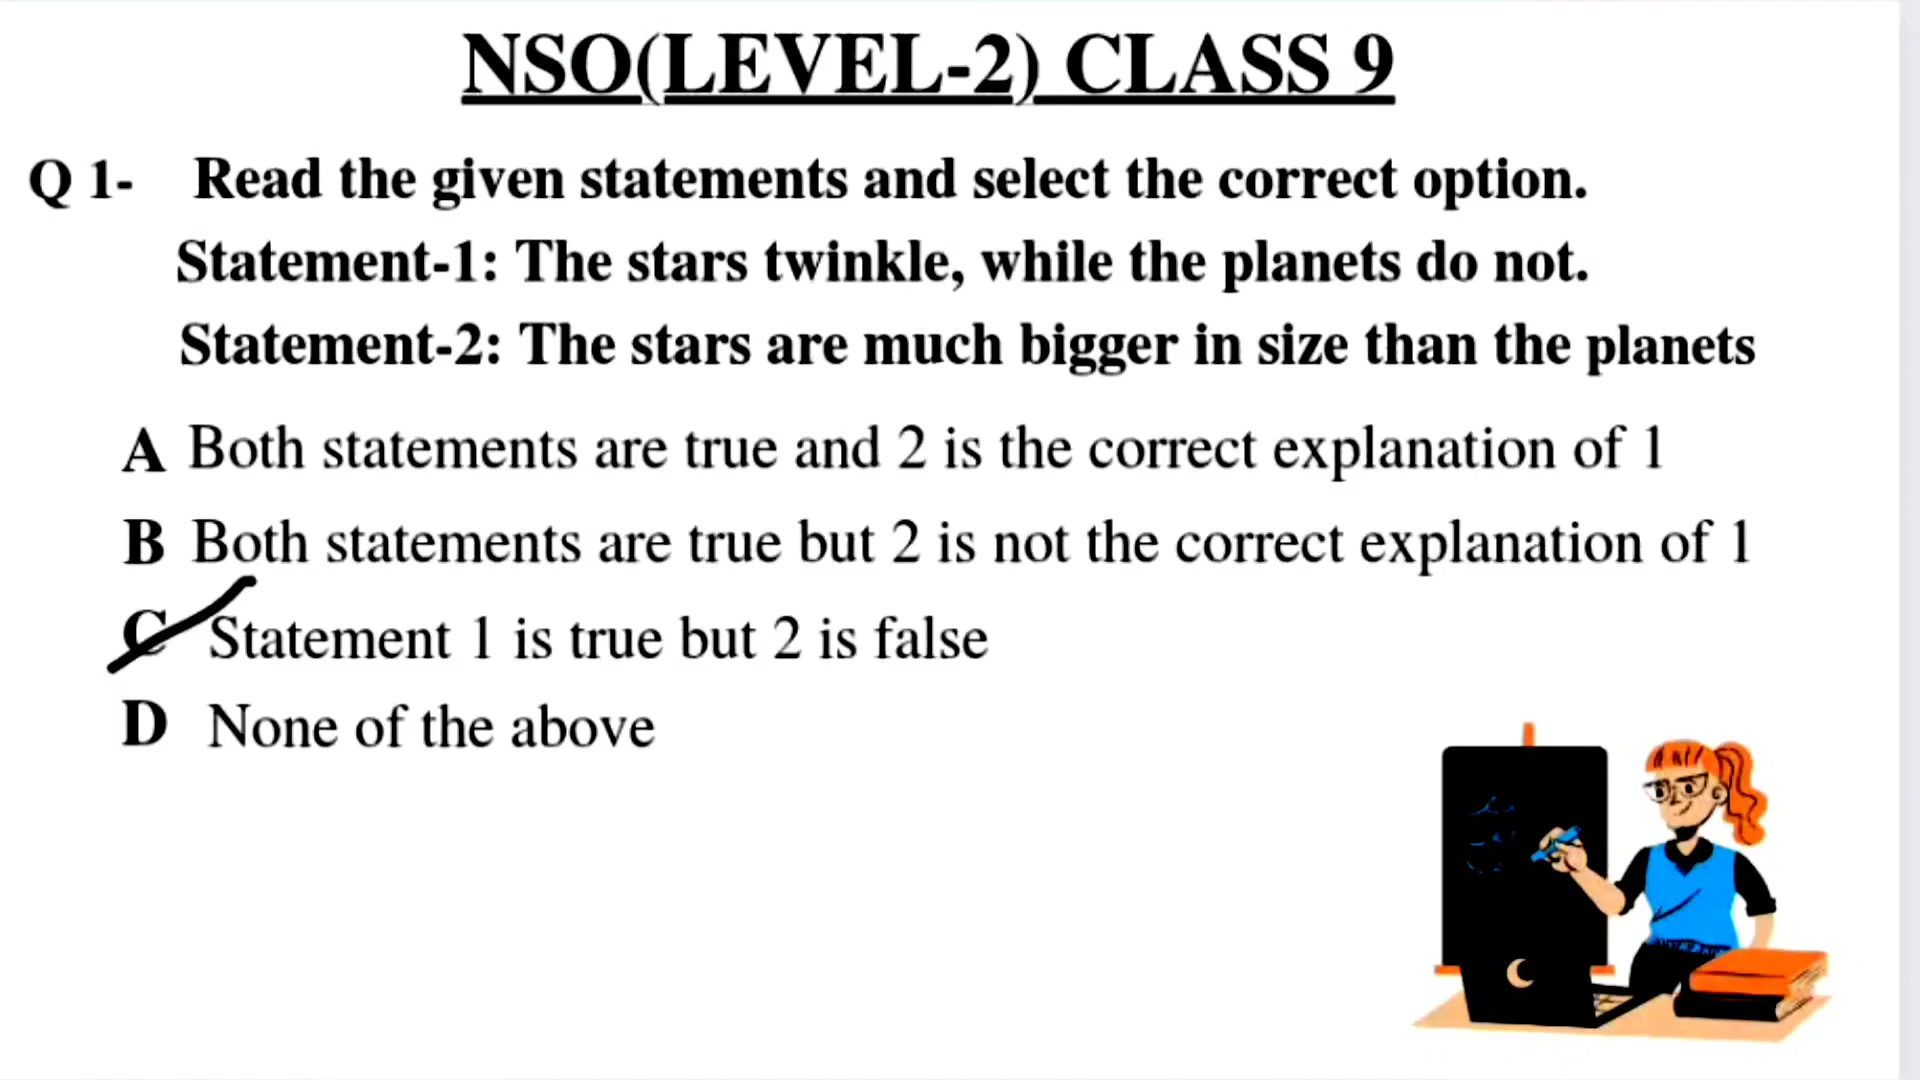 NSO(LEVEL-2) CLASS 9
Q 1- Read the given statements and select the correct option.
Statement-1: The stars twinkle, while the planets do not.
Statement-2: The stars are much bigger in size than the planets
A Both statements are true and 2 is the correct explanation of 1
B Both statements are true but 2 is not the correct explanation of 1
C Statement 1 is true but 2 is false
D None of the above